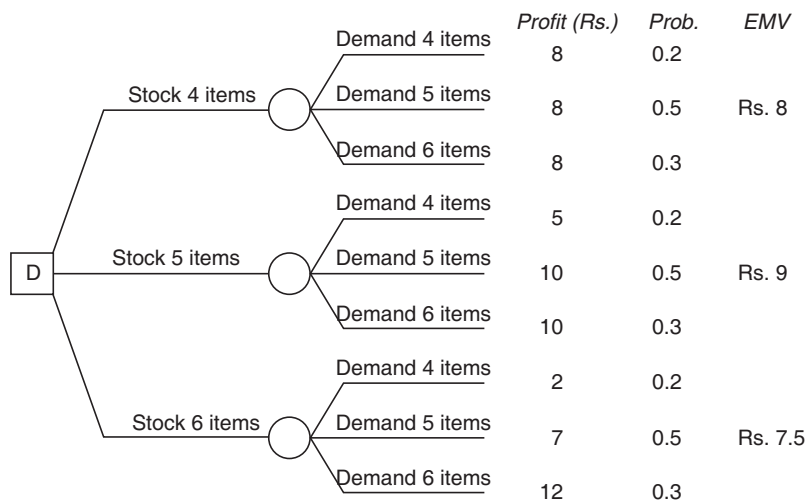 Profit (Rs.) Prob. EMV
Demand 4 items 8 0.2
Stock 4 items Demand 5 items 8 0.5 Rs. 8
Demand 6 items 8 0.3
Demand 4 items 5 0.2
D Stock 5 items Demand 5 items 10 0.5 Rs. 9
Demand 6 items 10 0.3
Demand 4 items 2 0.2
Stock 6 items Demand 5 items 7 0.5 Rs. 7.5
Demand 6 items 12 0.3